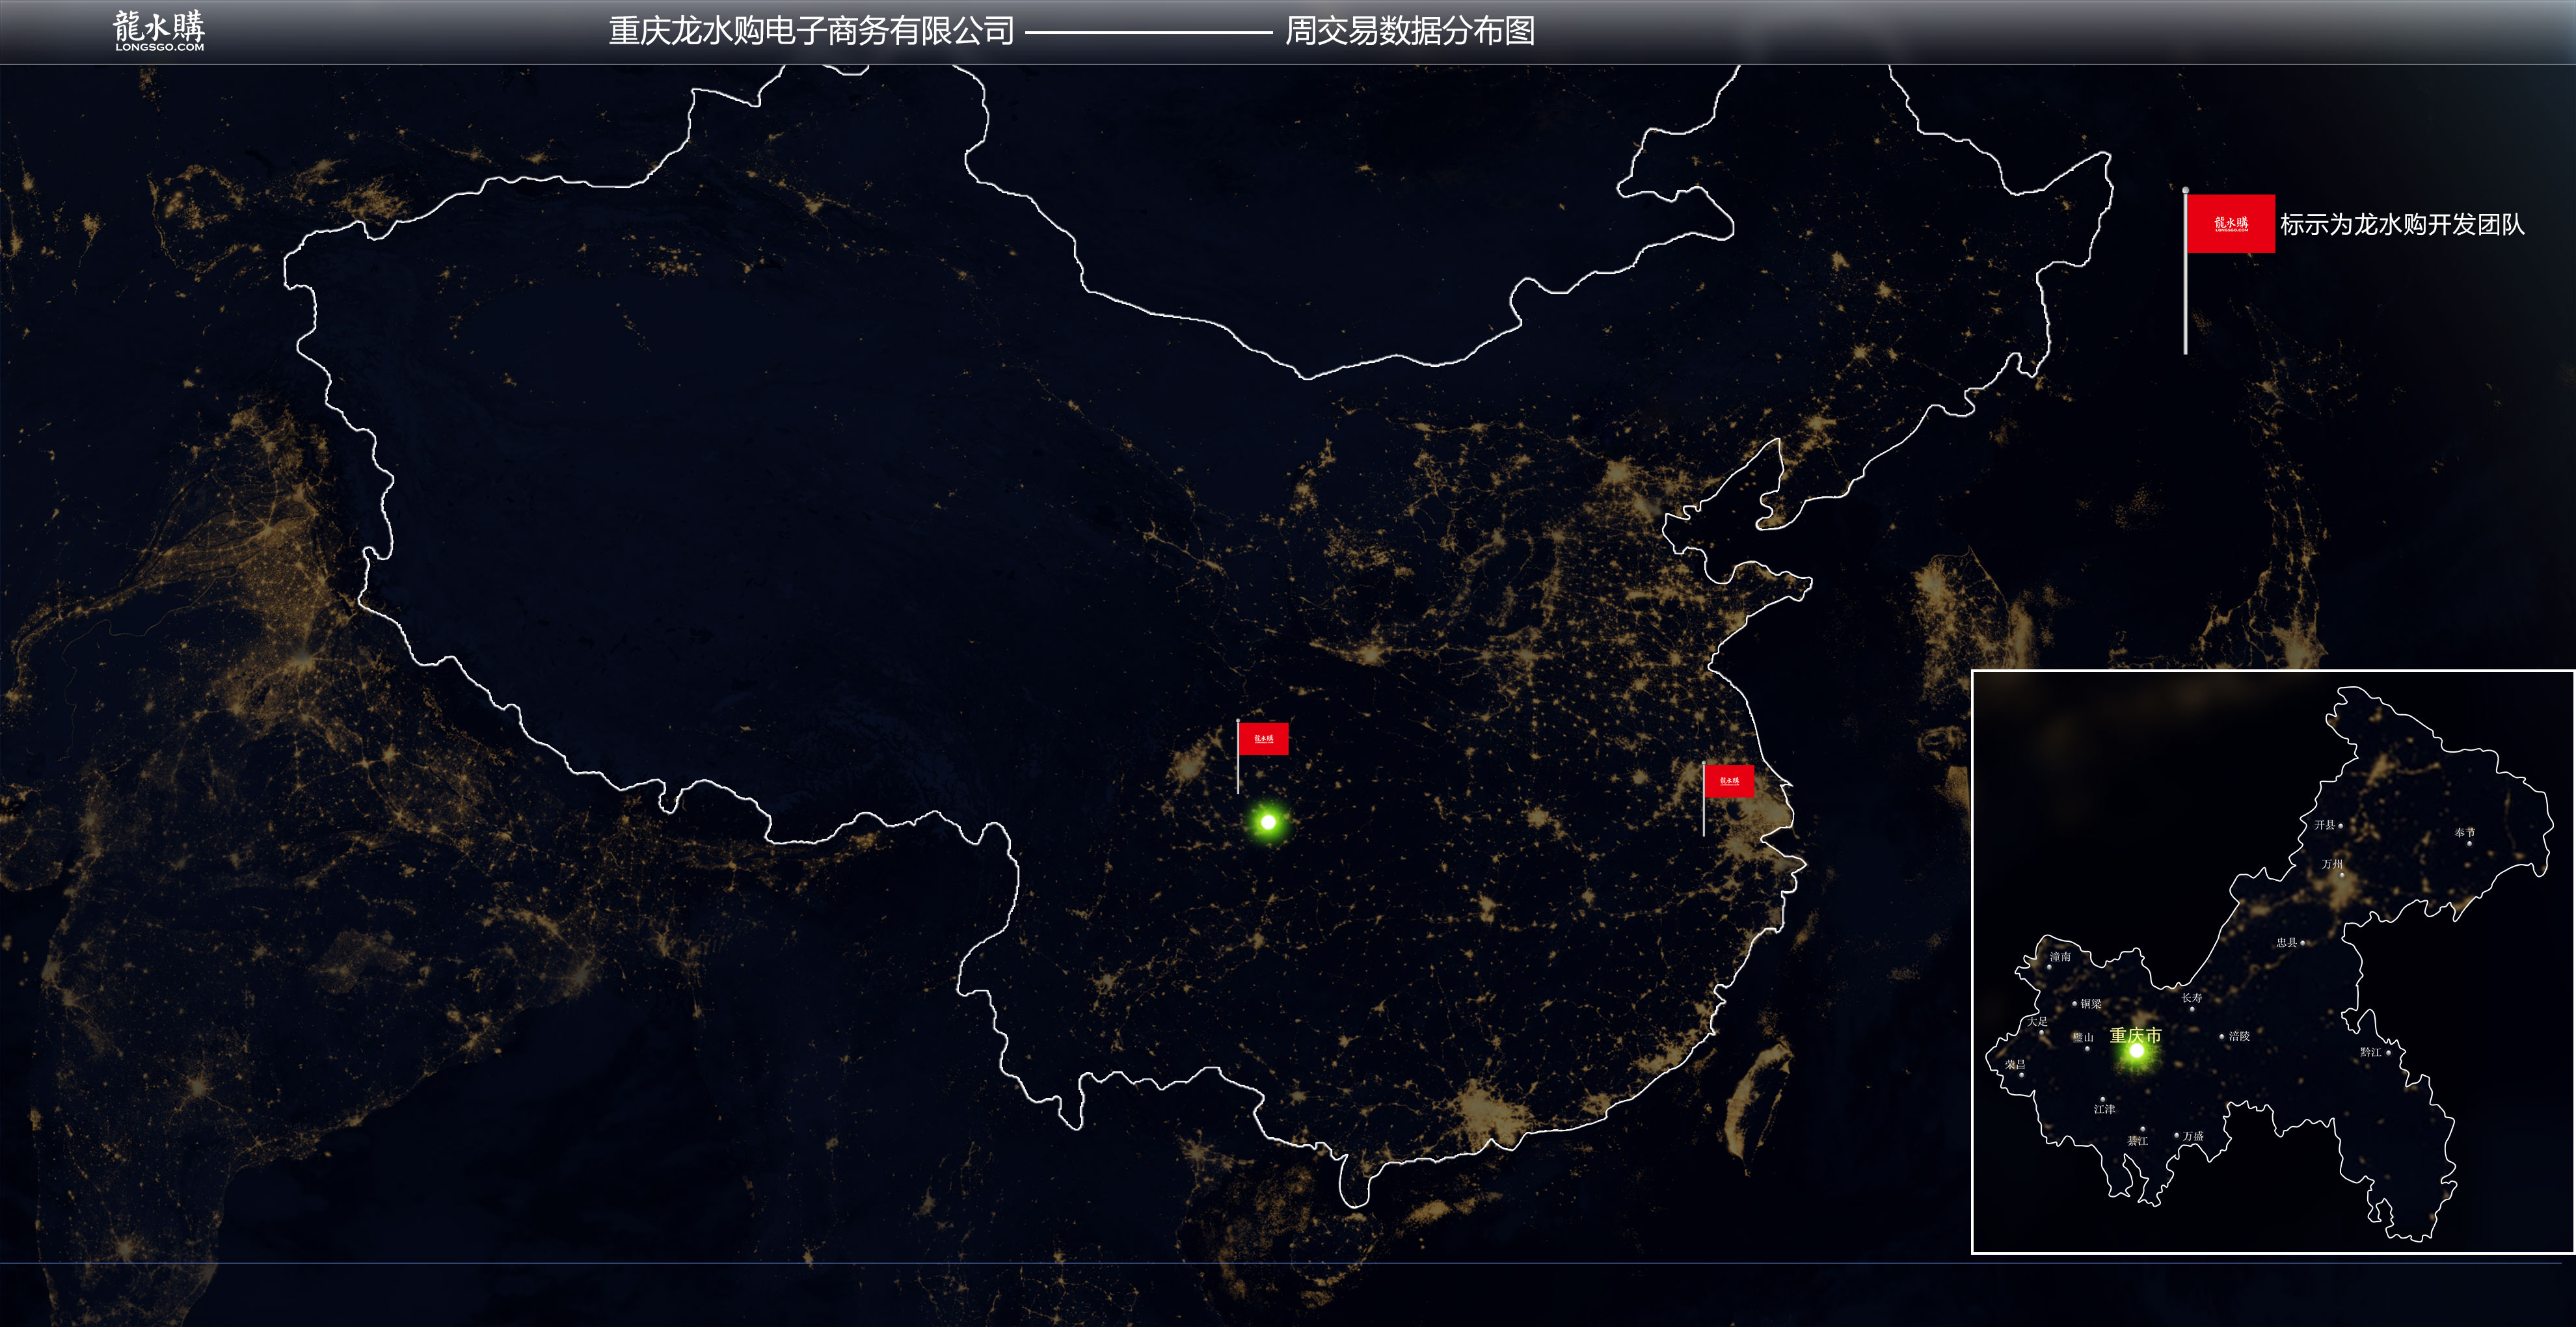 龍水購
LONGSGO.COM
重庆龙水购电子商务有限公司 ———— 周交易数据分布图
龍水購
LONGSGO.COM
标示为龙水购开发团队
龍水購
龍水購
开县
奉节
万州
忠县
潼南
铜梁
长寿
大足
璧山
重庆市
涪陵
黔江
荣昌
江津
綦江
万盛